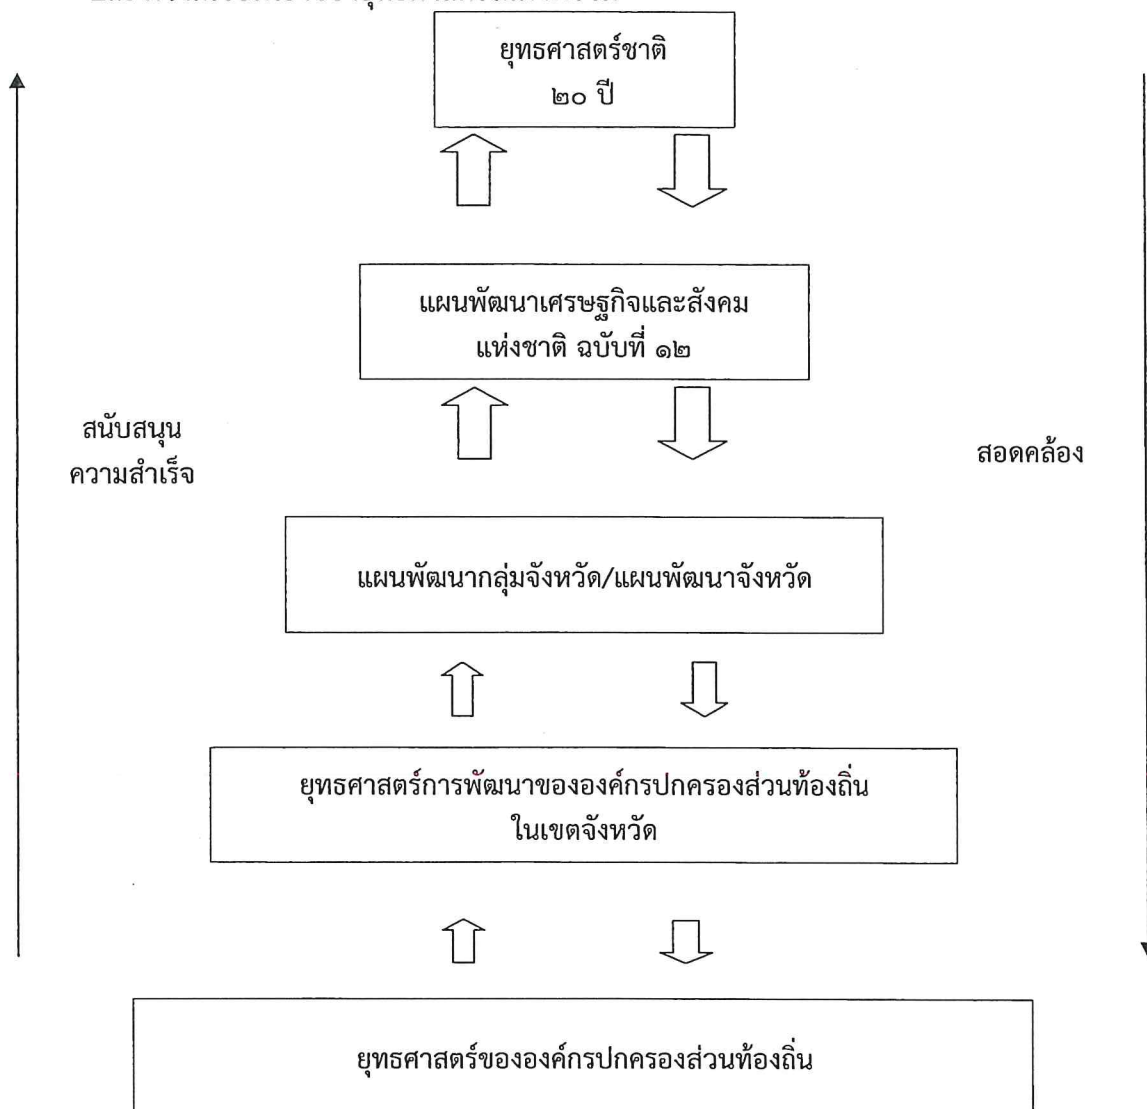 ยุทธศาสตร์ชาติ
๒๐ ปี
แผนพัฒนาเศรษฐกิจและสังคม
แห่งชาติ ฉบับที่ ๑๒
สนับสนุน
ความสำเร็จ
สอดคล้อง
แผนพัฒนากลุ่มจังหวัด/แผนพัฒนาจังหวัด
ยุทธศาสตร์การพัฒนาขององค์กรปกครองส่วนท้องถิ่น
ในเขตจังหวัด
ยุทธศาสตร์ขององค์กรปกครองส่วนท้องถิ่น